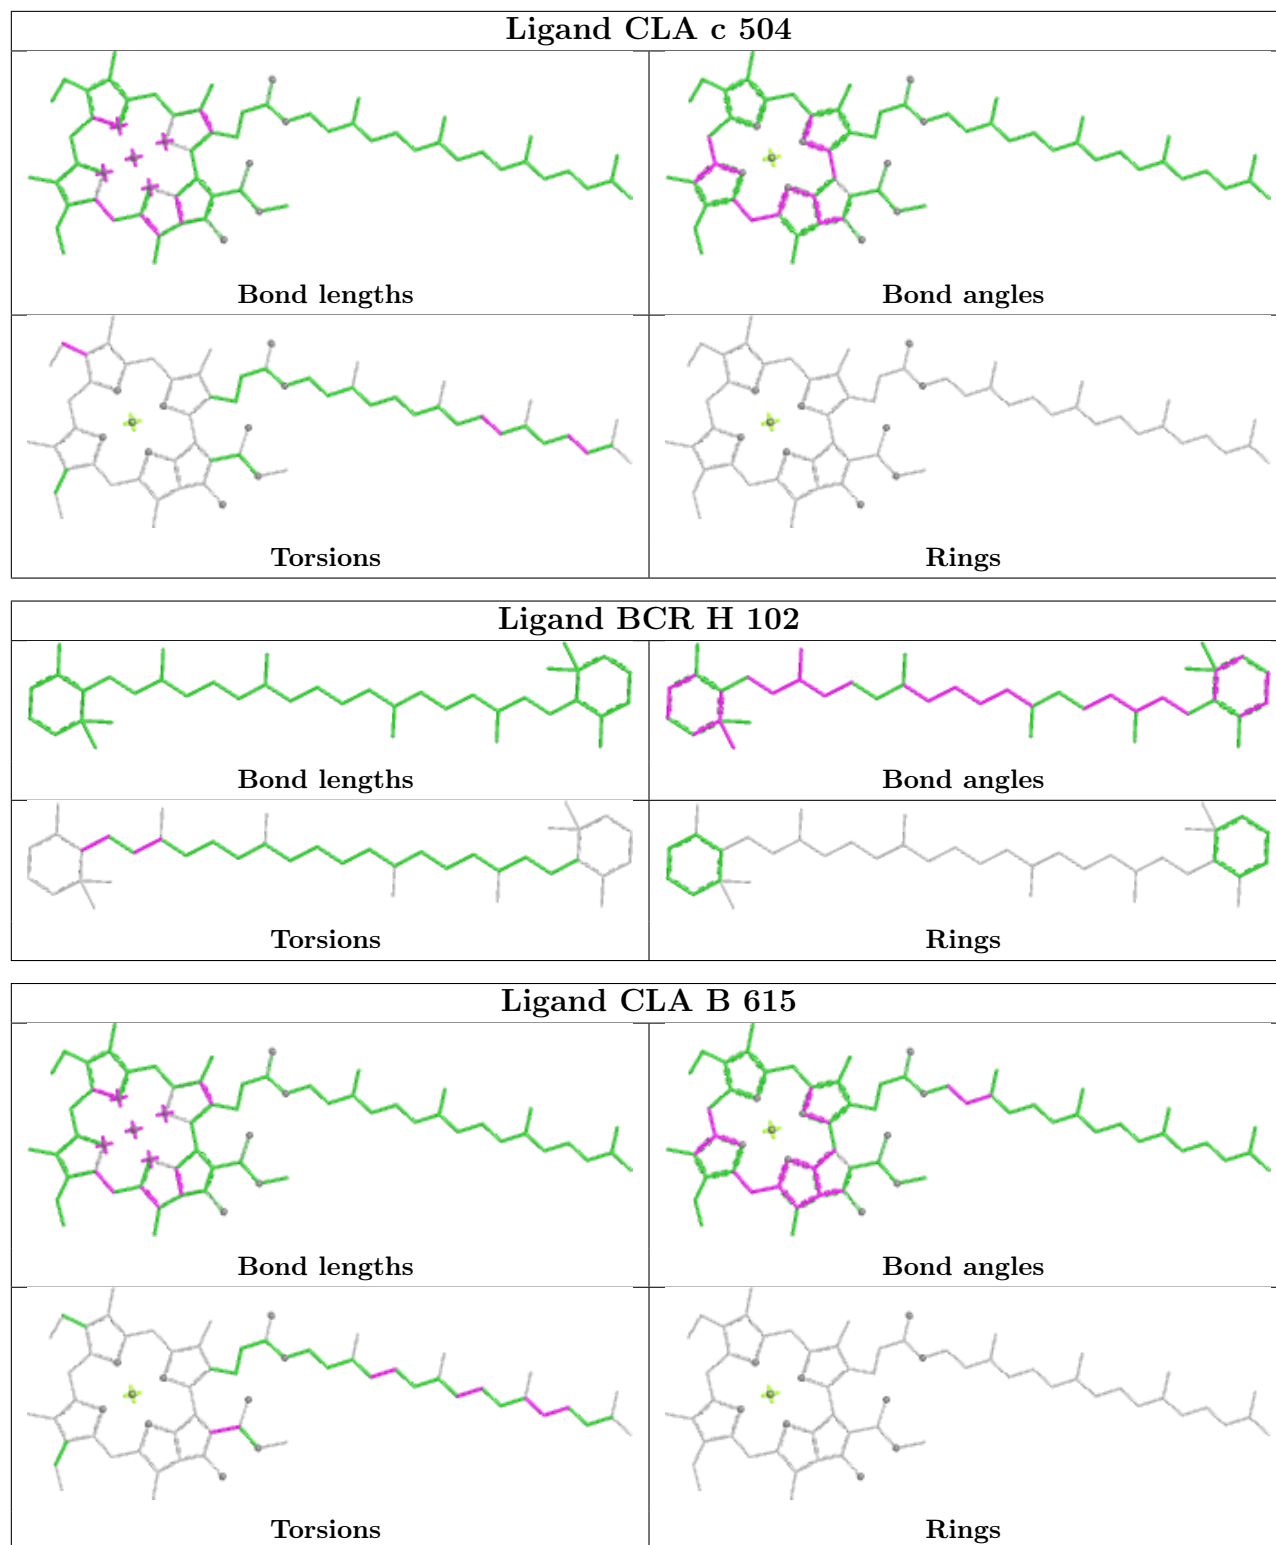 Ligand CLA c 504
Bond lengths
Bond angles
Torsions
Rings
Ligand BCR H 102
Bond lengths
Bond angles
Torsions
Rings
Ligand CLA B 615
Bond lengths
Bond angles
Torsions
Rings